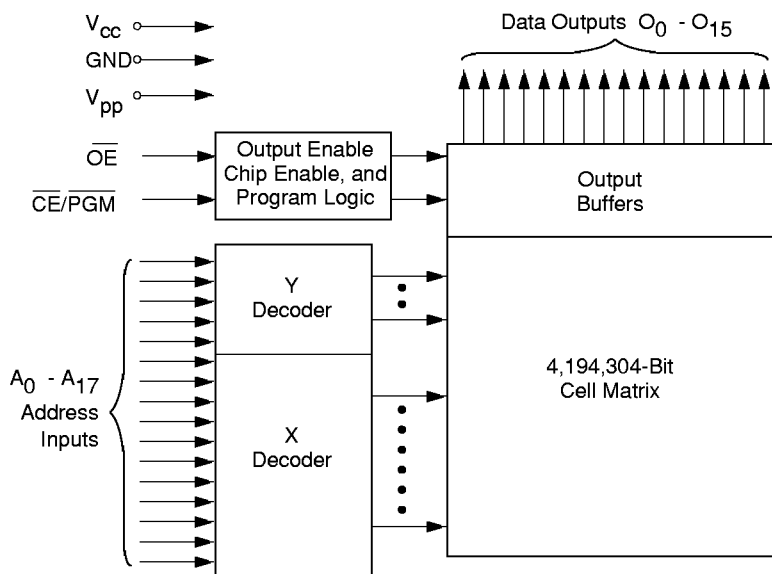 Vcc
GND
Vpp
OE
CE/PGM
Output Enable
Chip Enable, and
Program Logic
Data Outputs O0 - O15
Output
Buffers
Y
Decoder
X
Decoder
A0 - A17
Address
Inputs
4,194,304-Bit
Cell Matrix